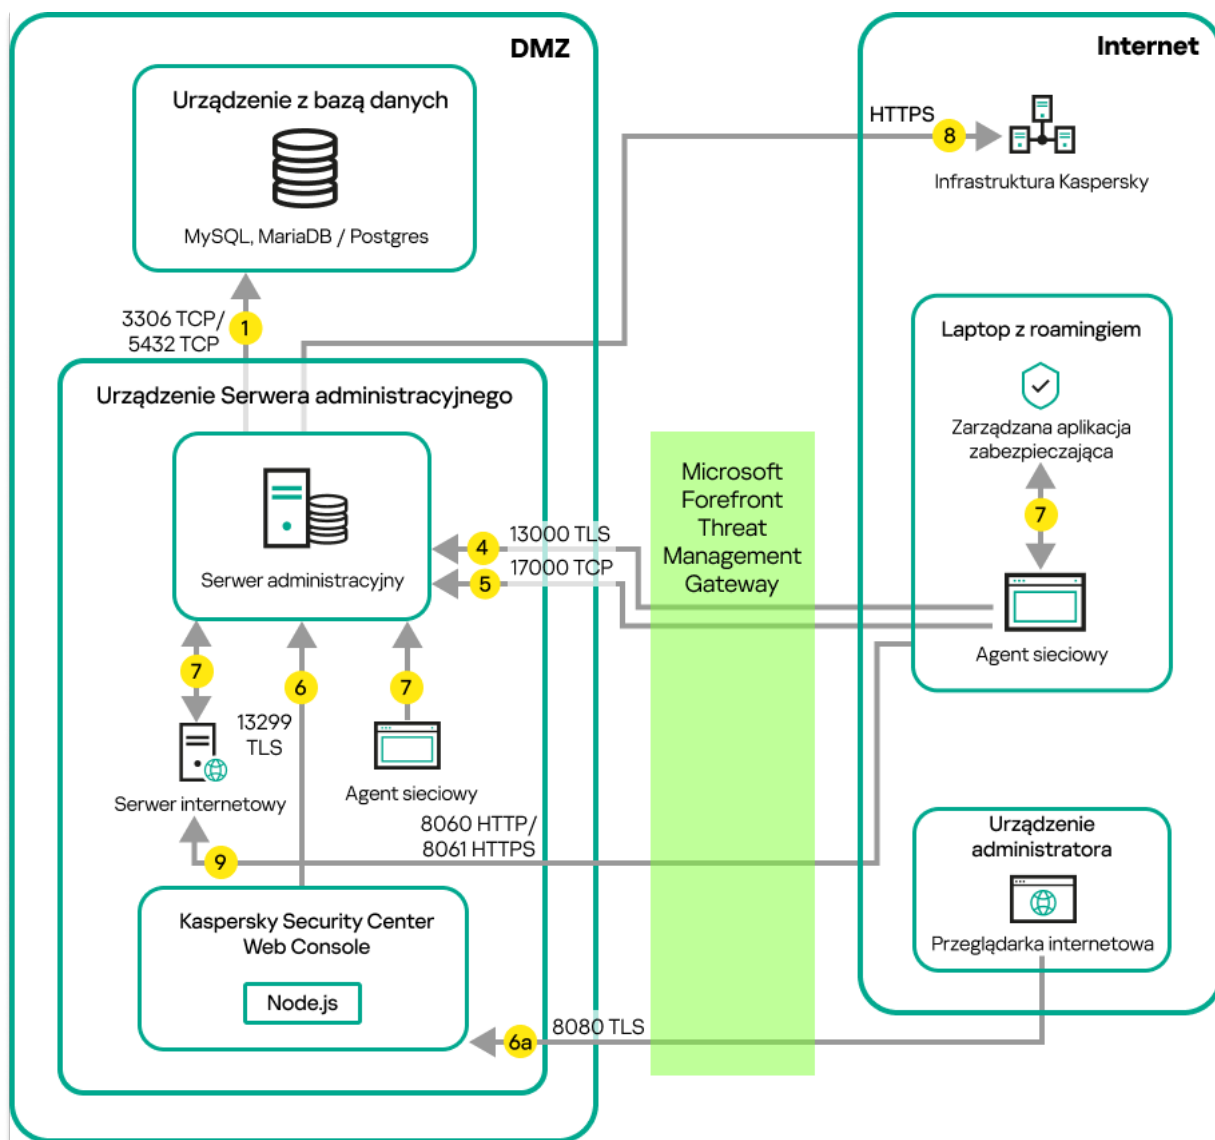 DMZ
Urządzenie z bazą danych
MySQL, MariaDB / Postgres
1
3306 TCP/
5432 TCP
Urządzenie Serwera administracyjnego
Serwer administracyjny
4
13000 TLS
5
17000 TCP
7
6
7
13299
TLS
Serwer internetowy
Agent sieciowy
8060 HTTP/
8061 HTTPS
9
Kaspersky Security Center
Web Console
Node.js
6a
8080 TLS
Microsoft
Forefront
Threat
Management
Gateway
Internet
HTTPS
8
Infrastruktura Kaspersky
Laptop z roamingiem
Zarządzana aplikacja
zabezpieczająca
7
Agent sieciowy
Urządzenie
administratora
Przeglądarka internetowa